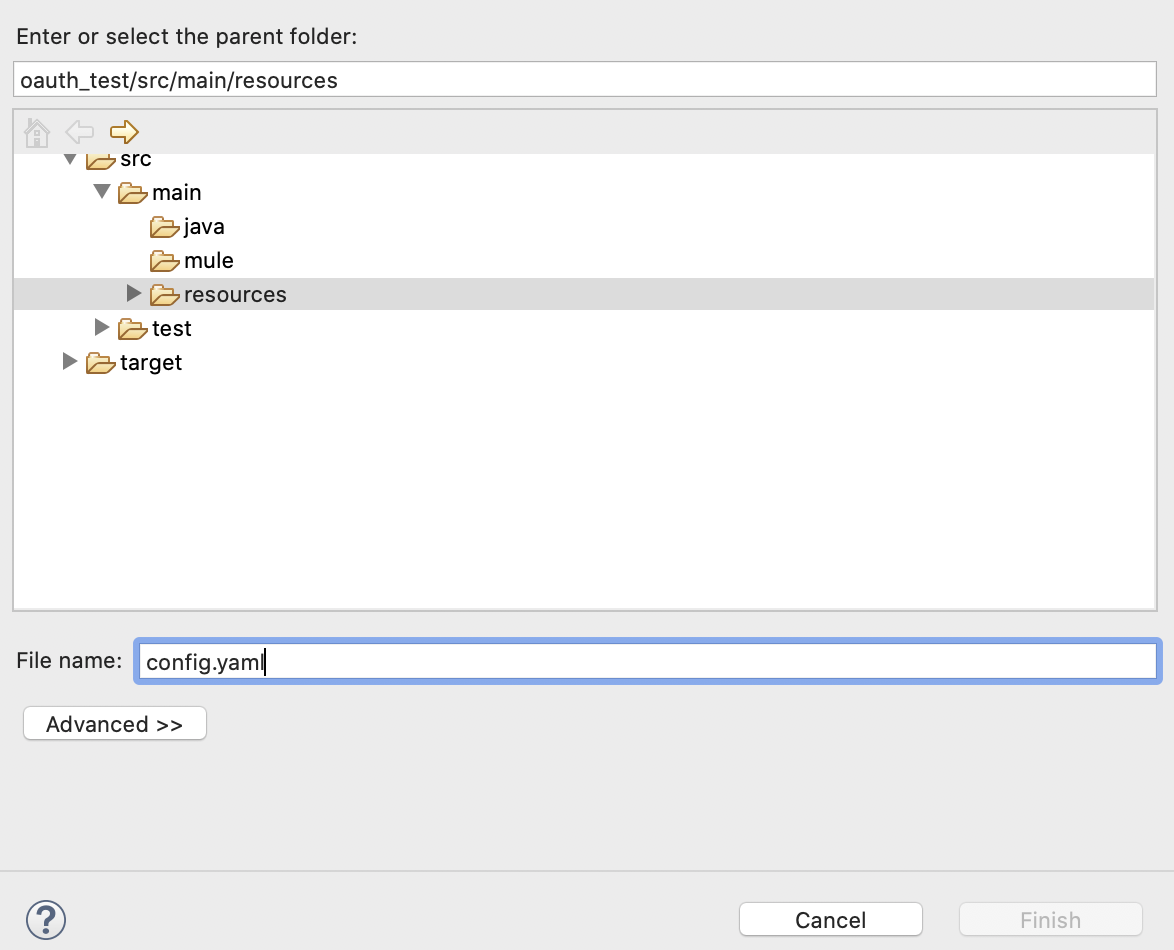 Enter or select the parent folder:
oauth_test/src/main/resources
src
main
java
mule
resources
test
target
File name: config.yaml
Advanced >>
?
Cancel Finish